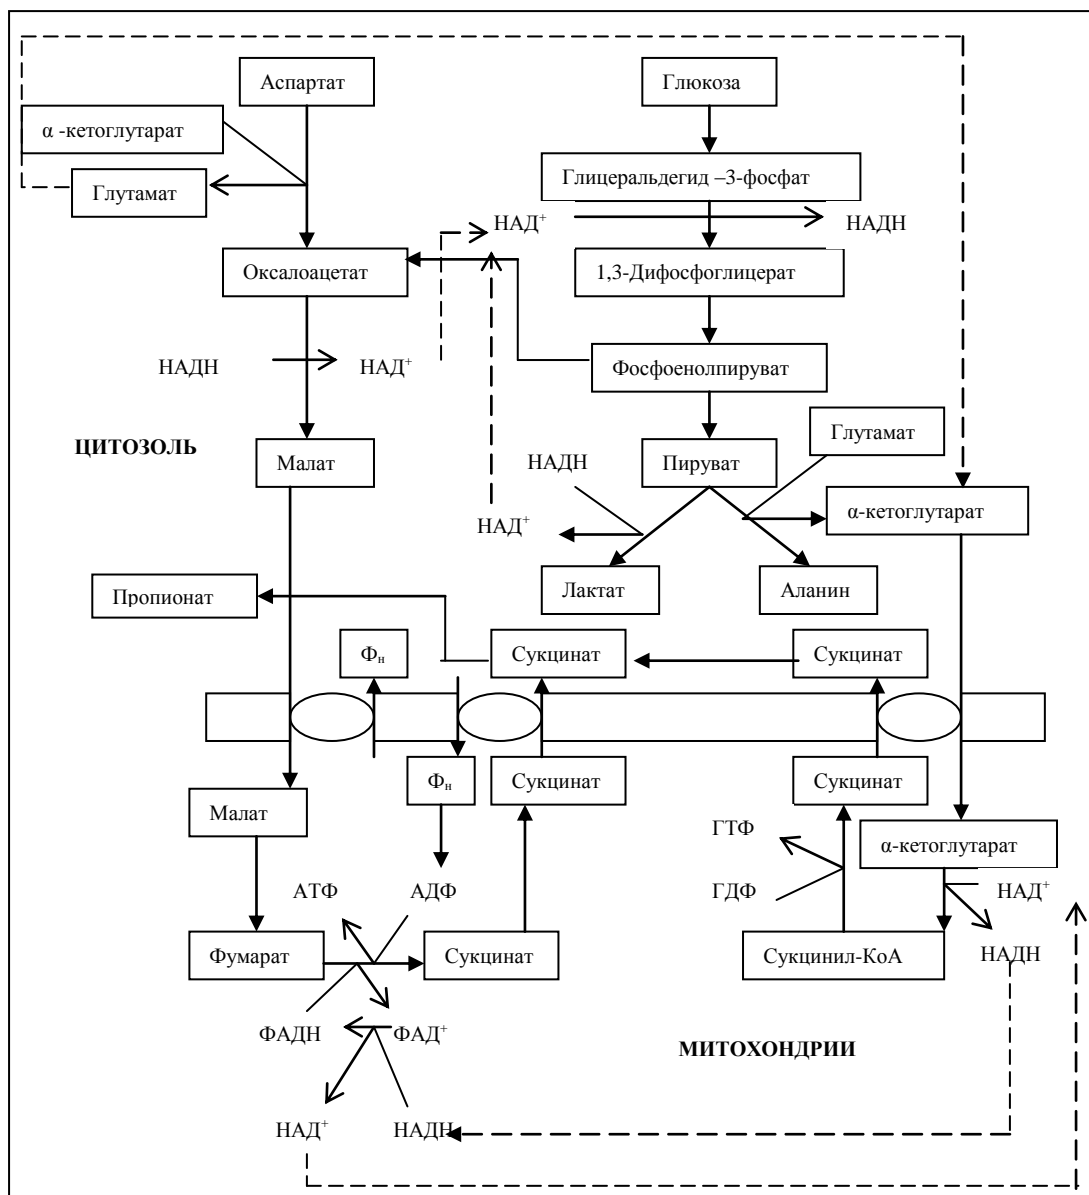 Аспартат
Глюкоза
α -кетоглутарат
Глицеральдегид –3-фосфат
Глутамат
НАД⁺
НАДН
Оксалоацетат
1,3-Дифосфоглицерат
НАДН
НАД⁺
Фосфоенолпируват
Глутамат
ЦИТОЗОЛЬ
Малат
НАДН
Пируват
НАД⁺
α-кетоглутарат
Лактат
Аланин
Пропионат
Фн
Сукцинат
Сукцинат
Фн
Сукцинат
Сукцинат
Малат
ГТФ
α-кетоглутарат
АТФ
АДФ
ГДФ
НАД⁺
Фумарат
Сукцинат
Сукцинил-КоА
НАДН
ФАДН
ФАД⁺
МИТОХОНДРИИ
НАД⁺
НАДН